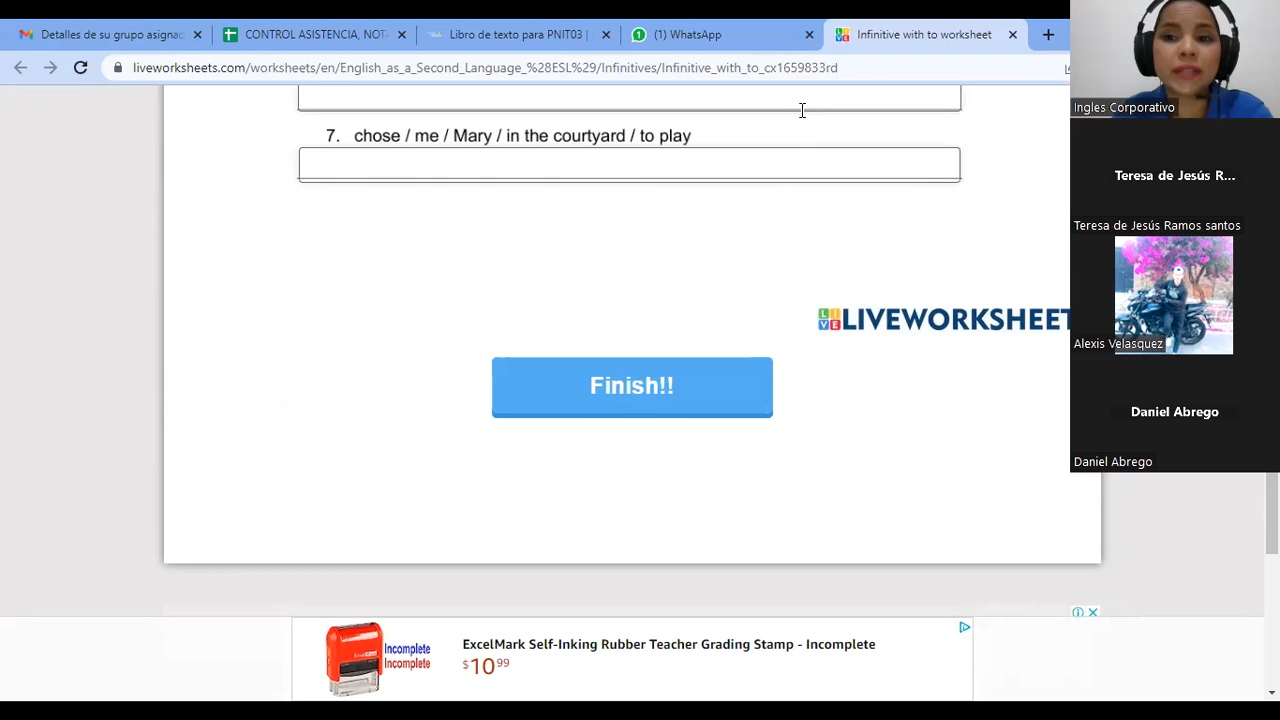 Detalles de su grupo asigna
CONTROL ASISTENCIA, NOT
Libro de texto para PNIT03 |
(1) WhatsApp
Infinitive with to worksheet
liveworksheets.com/worksheets/en/English_as_a_Second_Language_%28ESL%29/Infinitives/Infinitive_with_to_cx1659833rd
7. chose / me / Mary / in the courtyard / to play
LIVE LIVEWORKSHEET
Finish!!
Incomplete
Incomplete
ExcelMark Self-Inking Rubber Teacher Grading Stamp - Incomplete
$10 99
Ingles Corporativo
Teresa de Jesús R...
Teresa de Jesús Ramos santos
Alexis Velasquez
Daniel Abrego
Daniel Abrego